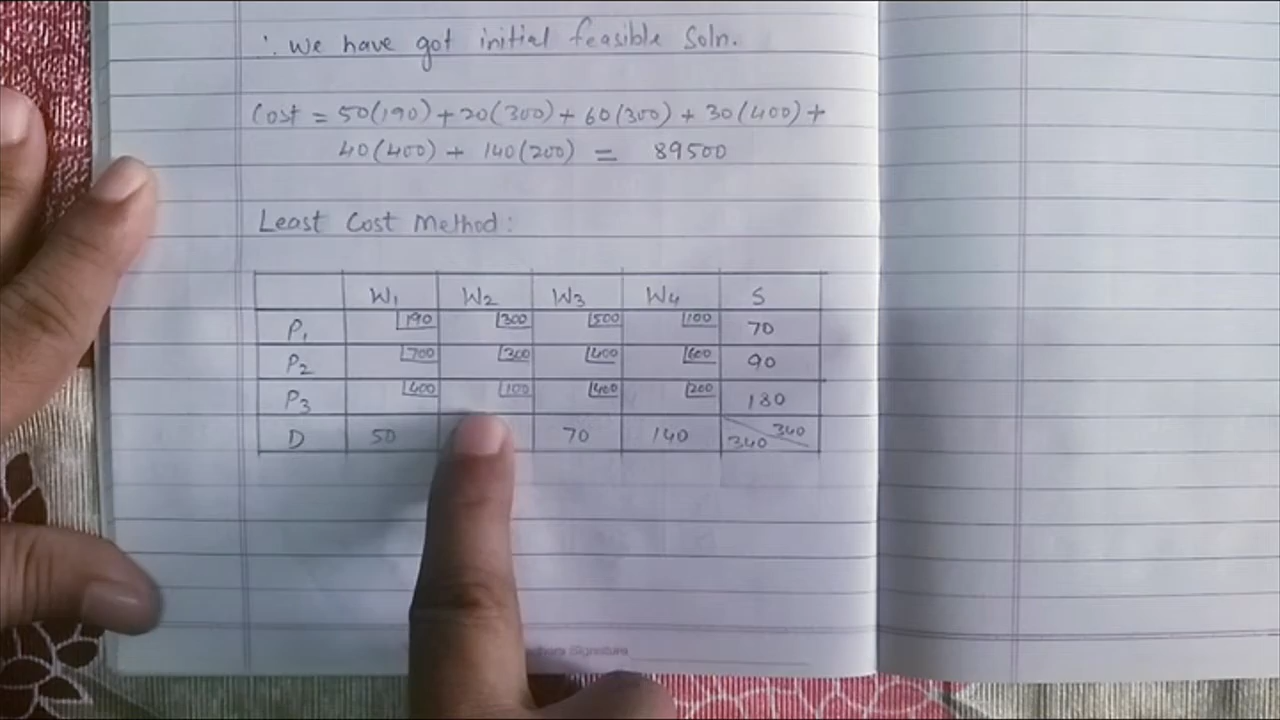 ∴ We have got initial feasible Soln.
Cost = 50(190) + 20(300) + 60(300) + 30(400) +
40(400) + 140(200) = 89500
Least Cost Method:
W1 W2 W3 W4 S
P1 190 300 500 100 70
P2 700 300 400 600 90
P3 400 100 400 200 180
D 50 70 140 340 340
Signature